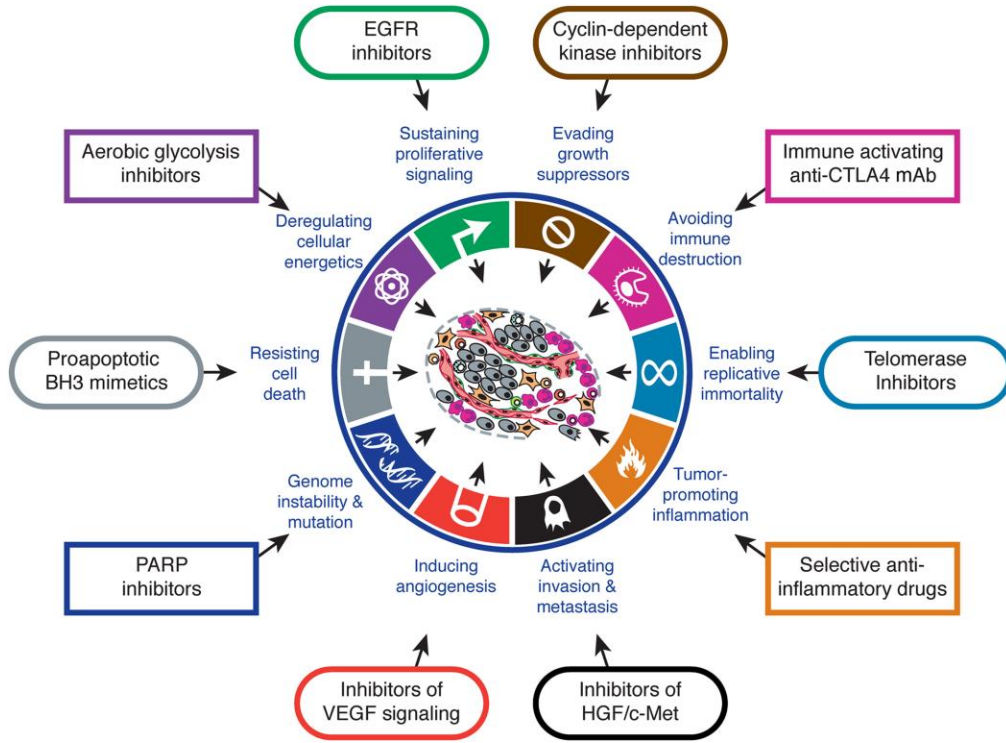 EGFR
inhibitors
Cyclin-dependent
kinase inhibitors
Sustaining
proliferative
signaling
Evading
growth
suppressors
Aerobic glycolysis
inhibitors
Immune activating
anti-CTLA4 mAb
Deregulating
cellular
energetics
Avoiding
immune
destruction
Proapoptotic
BH3 mimetics
Resisting
cell
death
Enabling
replicative
immortality
Telomerase
Inhibitors
Genome
instability &
mutation
Tumor-
promoting
inflammation
PARP
inhibitors
Inducing
angiogenesis
Activating
invasion &
metastasis
Selective anti-
inflammatory drugs
Inhibitors of
VEGF signaling
Inhibitors of
HGF/c-Met